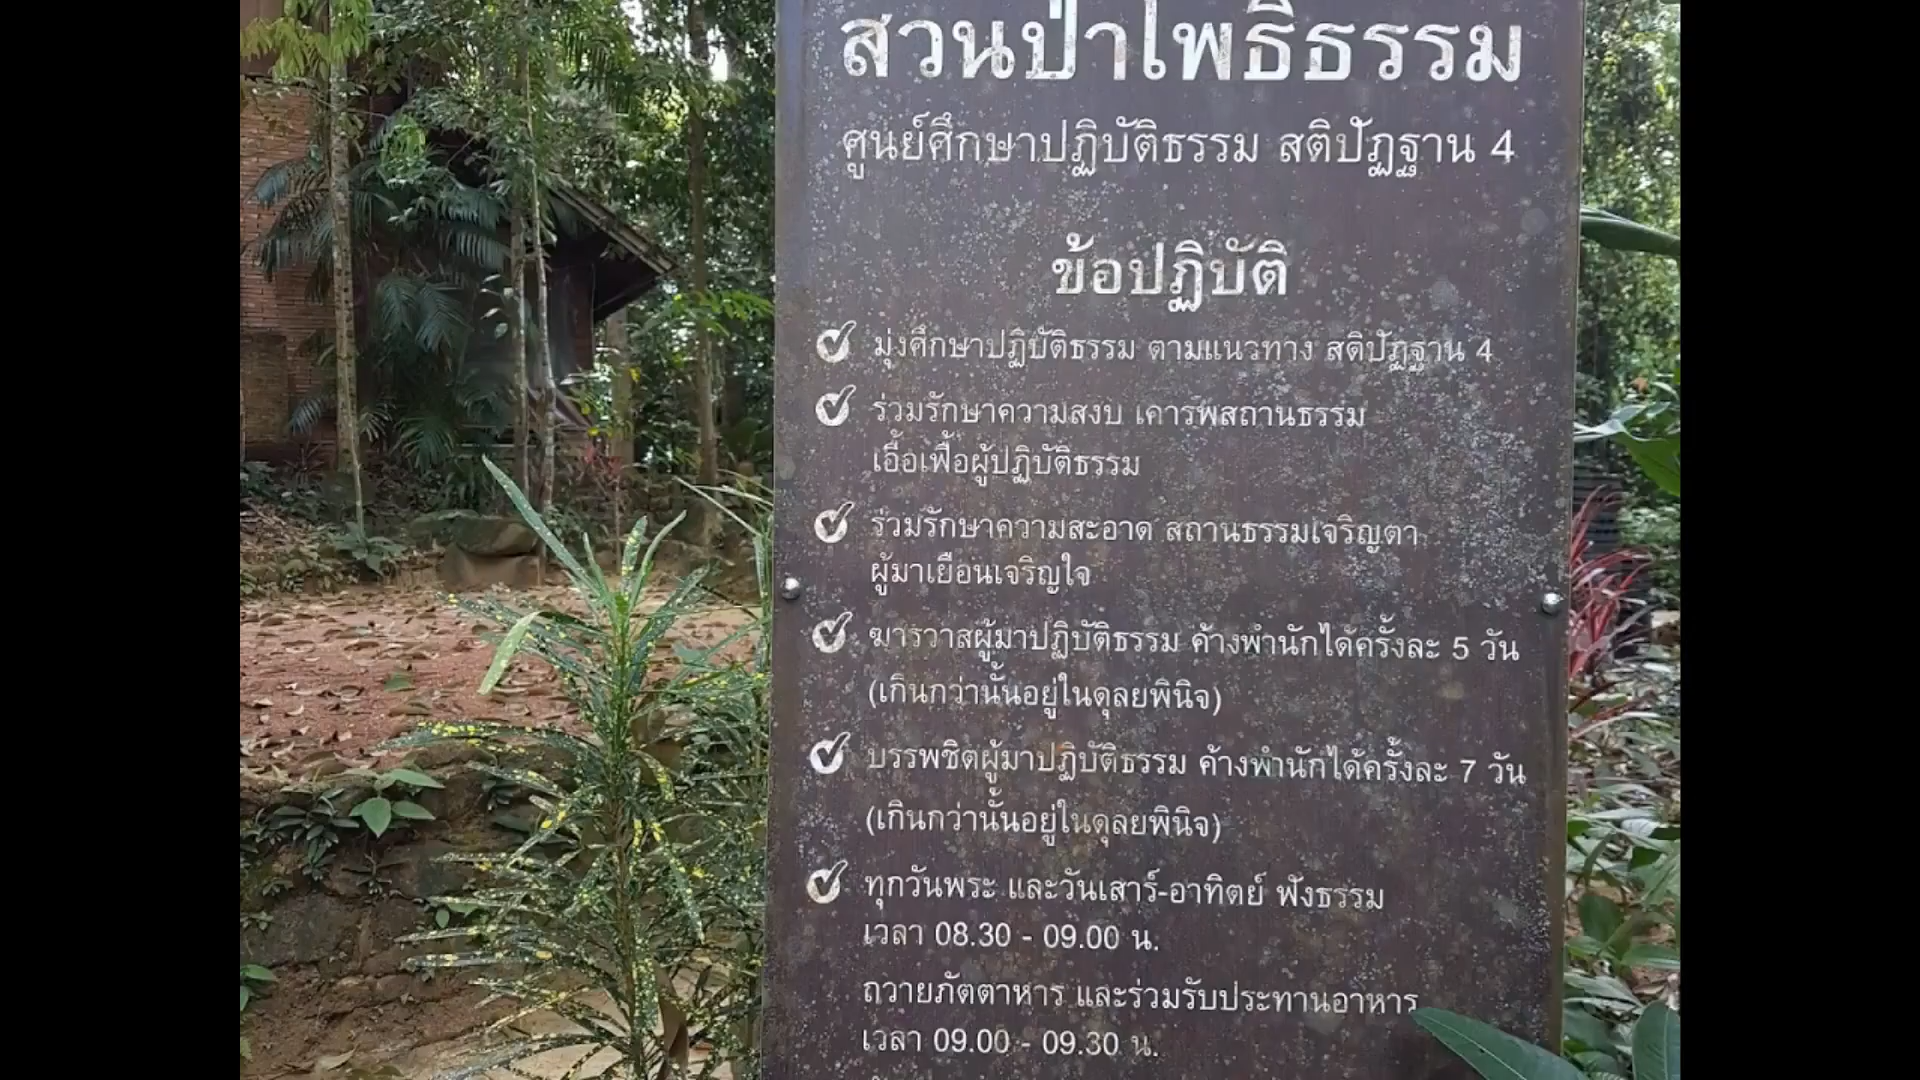 สวนป่าโพธิธรรม
ศูนย์ศึกษาปฏิบัติธรรม สติปัฏฐาน 4
ข้อปฏิบัติ
มุ่งศึกษาปฏิบัติธรรม ตามแนวทาง สติปัฏฐาน 4
ร่วมรักษาความสงบ เคารพสถานธรรม
เอื้อเฟื้อผู้ปฏิบัติธรรม
ร่วมรักษาความสะอาด สถานธรรมเจริญตา
ผู้มาเยือนเจริญใจ
ฆารวาสผู้มาปฏิบัติธรรม ค้างพำนักได้ครั้งละ 5 วัน
(เกินกว่านั้นอยู่ในดุลยพินิจ)
บรรพชิตผู้มาปฏิบัติธรรม ค้างพำนักได้ครั้งละ 7 วัน
(เกินกว่านั้นอยู่ในดุลยพินิจ)
ทุกวันพระ และวันเสาร์-อาทิตย์ ฟังธรรม
เวลา 08.30 - 09.00 น.
ถวายภัตตาหาร และร่วมรับประทานอาหาร
เวลา 09.00 - 09.30 น.